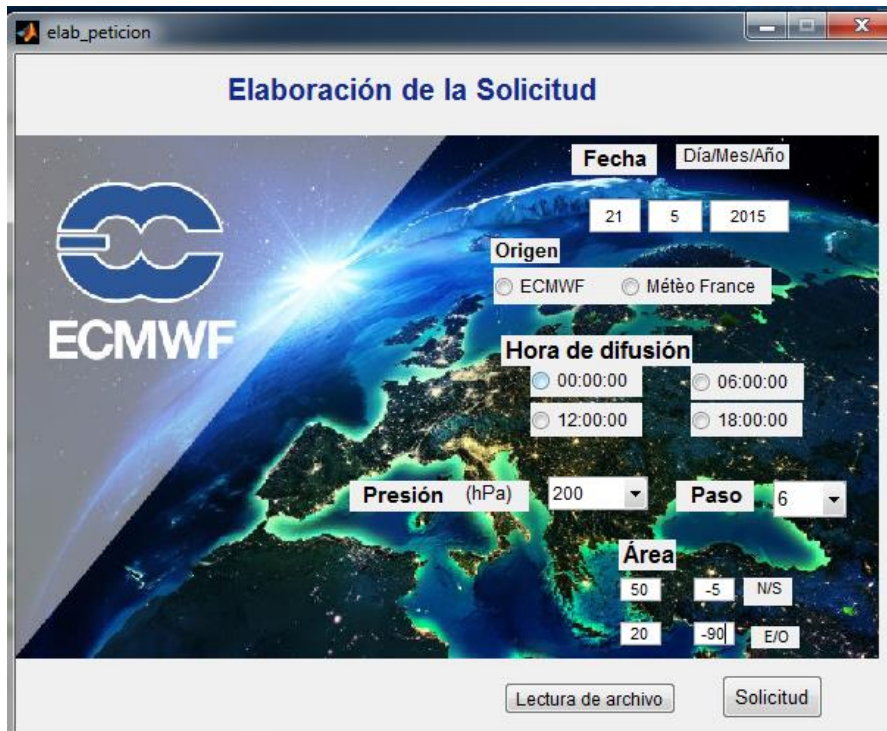 elab_peticion
Elaboración de la Solicitud
Fecha Día/Mes/Año
21 5 2015
Origen
ECMWF Métèo France
ECMWF
Hora de difusión
00:00:00 06:00:00
12:00:00 18:00:00
Presión (hPa) 200 Paso 6
Área
50 -5 N/S
20 -90 E/O
Lectura de archivo Solicitud